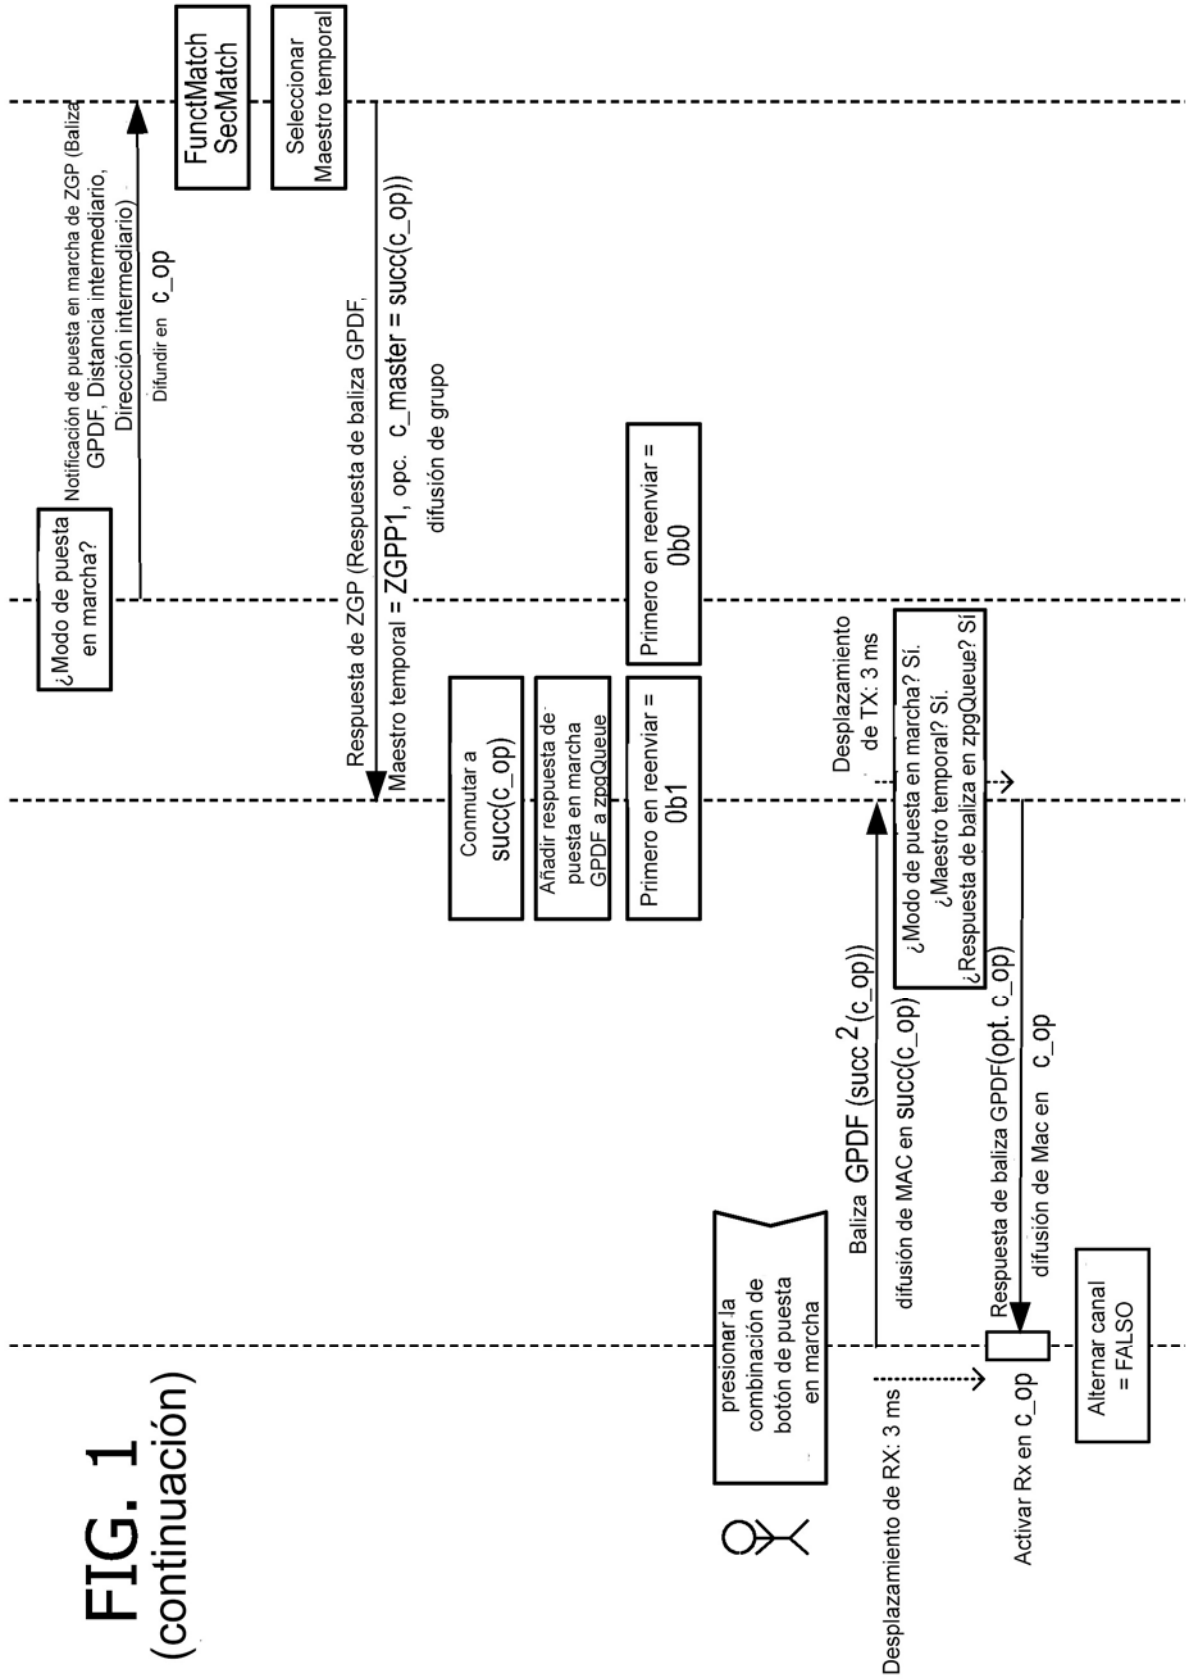 FIG. 1
(continuación)
¿Modo de puesta
en marcha?
Notificación de puesta en marcha de ZGP (Baliza
GPDF, Distancia intermediario,
Dirección intermediario)
Difundir en c_op
FunctMatch
SecMatch
Seleccionar
Maestro temporal
Respuesta de ZGP (Respuesta de baliza GPDF,
Maestro temporal = ZGPP1, opc. c_master = succ(c_op))
difusión de grupo
Conmutar a
succ(c_op)
Añadir respuesta de
puesta en marcha
GPDF a zpgQueue
Primero en reenviar =
0b1
Primero en reenviar =
0b0
presionar la
combinación de
botón de puesta
en marcha
Baliza GPDF (succ 2 (c_op))
difusión de MAC en succ(c_op)
Desplazamiento
de TX: 3 ms
Desplazamiento de RX: 3 ms
¿Modo de puesta en marcha? Sí.
¿Maestro temporal? Sí.
¿Respuesta de baliza en zpgQueue? Sí
Respuesta de baliza GPDF(opt. c_op)
difusión de Mac en c_op
Activar Rx en c_op
Alternar canal
= FALSO